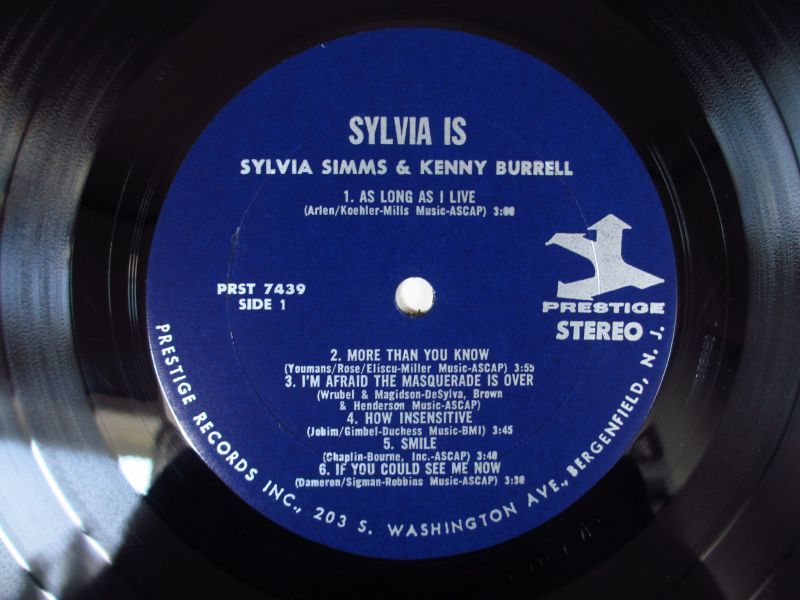 SYLVIA IS
SYLVIA SIMMS & KENNY BURRELL
1. AS LONG AS I LIVE
(Arlen/Koehler-Mills Music-ASCAP) 3:00
PRST 7439
SIDE 1
PRESTIGE
STEREO
2. MORE THAN YOU KNOW
(Youmans/Rose/Eliscu-Miller Music-ASCAP) 3:55
3. I'M AFRAID THE MASQUERADE IS OVER
(Wrubel & Magidson-DeSylva, Brown
& Henderson Music-ASCAP)
4. HOW INSENSITIVE
(Jobim/Gimbel-Duchess Music-BMI) 3:45
5. SMILE
(Chaplin-Bourne, Inc.-ASCAP) 3:40
6. IF YOU COULD SEE ME NOW
(Dameron/Sigman-Robbins Music-ASCAP) 3:30
PRESTIGE RECORDS INC., 203 S. WASHINGTON AVE., BERGENFIELD, N. J.